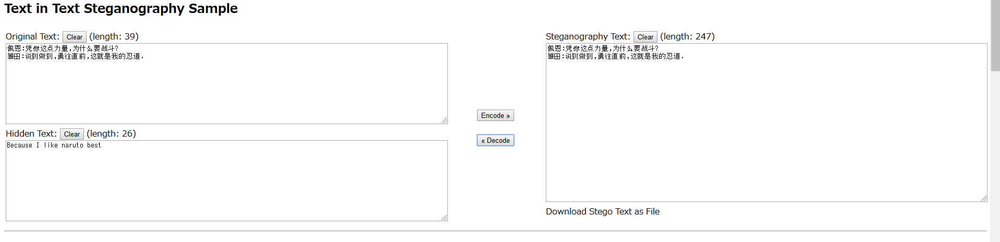 Text in Text Steganography Sample
Original Text: Clear (length: 39)
佩恩:凭你这点力量,为什么要战斗?
雏田:说到做到,勇往直前,这就是我的忍道.
Hidden Text: Clear (length: 26)
Because I like naruto best
Encode »
« Decode
Steganography Text: Clear (length: 247)
佩恩:凭你这点力量,为什么要战斗?
雏田:说到做到,勇往直前,这就是我的忍道.
Download Stego Text as File